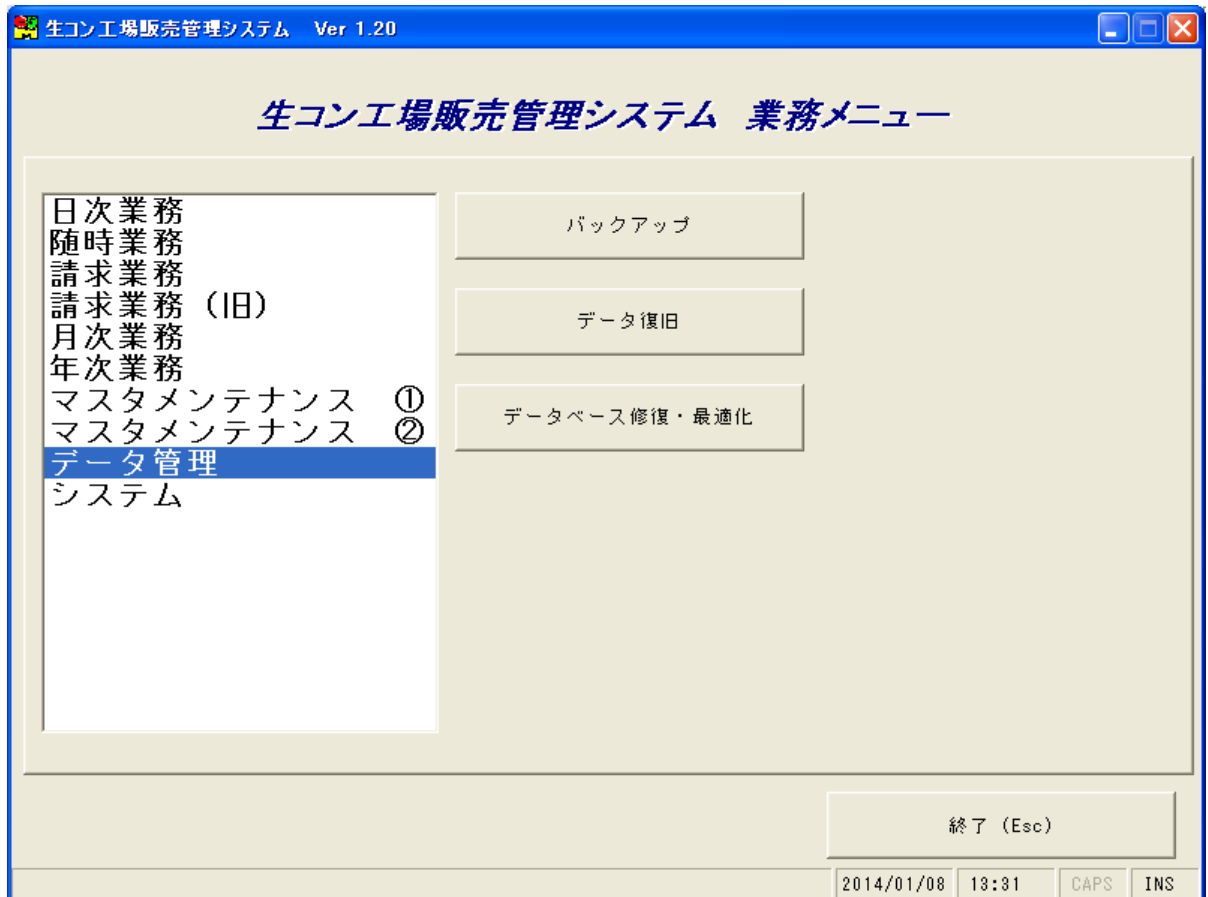 生コン工場販売管理システム Ver 1.20
生コン工場販売管理システム 業務メニュー
日次業務
随時業務
請求業務
請求業務（旧）
月次業務
年次業務
マスタメンテナンス ①
マスタメンテナンス ②
データ管理
システム
バックアップ
データ復旧
データベース修復・最適化
終了（Esc）
2014/01/08 13:31 CAPS INS